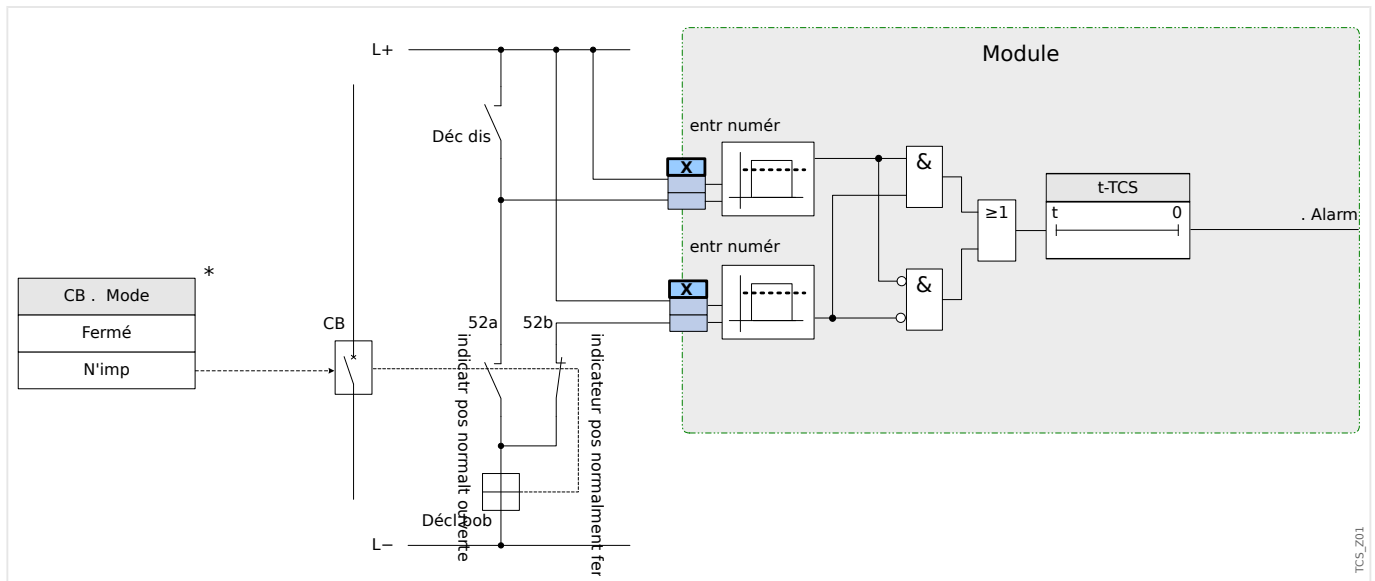 L+
Module
Déc dis
entr numér
X
&
t-TCS
t
0
≥1
. Alarm
entr numér
*
CB . Mode
Fermé
N'imp
X
&
CB
52a
52b
indicatr pos normalt ouverte
indicateur pos normalment fer
Décl bob
L−
TCS_Z01